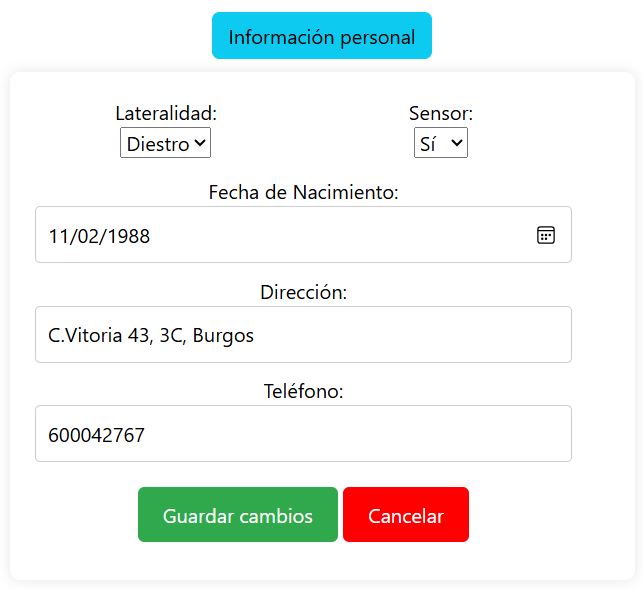 Información personal
Lateralidad: Sensor:
Diestro Sí
Fecha de Nacimiento:
11/02/1988
Dirección:
C.Vitoria 43, 3C, Burgos
Teléfono:
600042767
Guardar cambios Cancelar